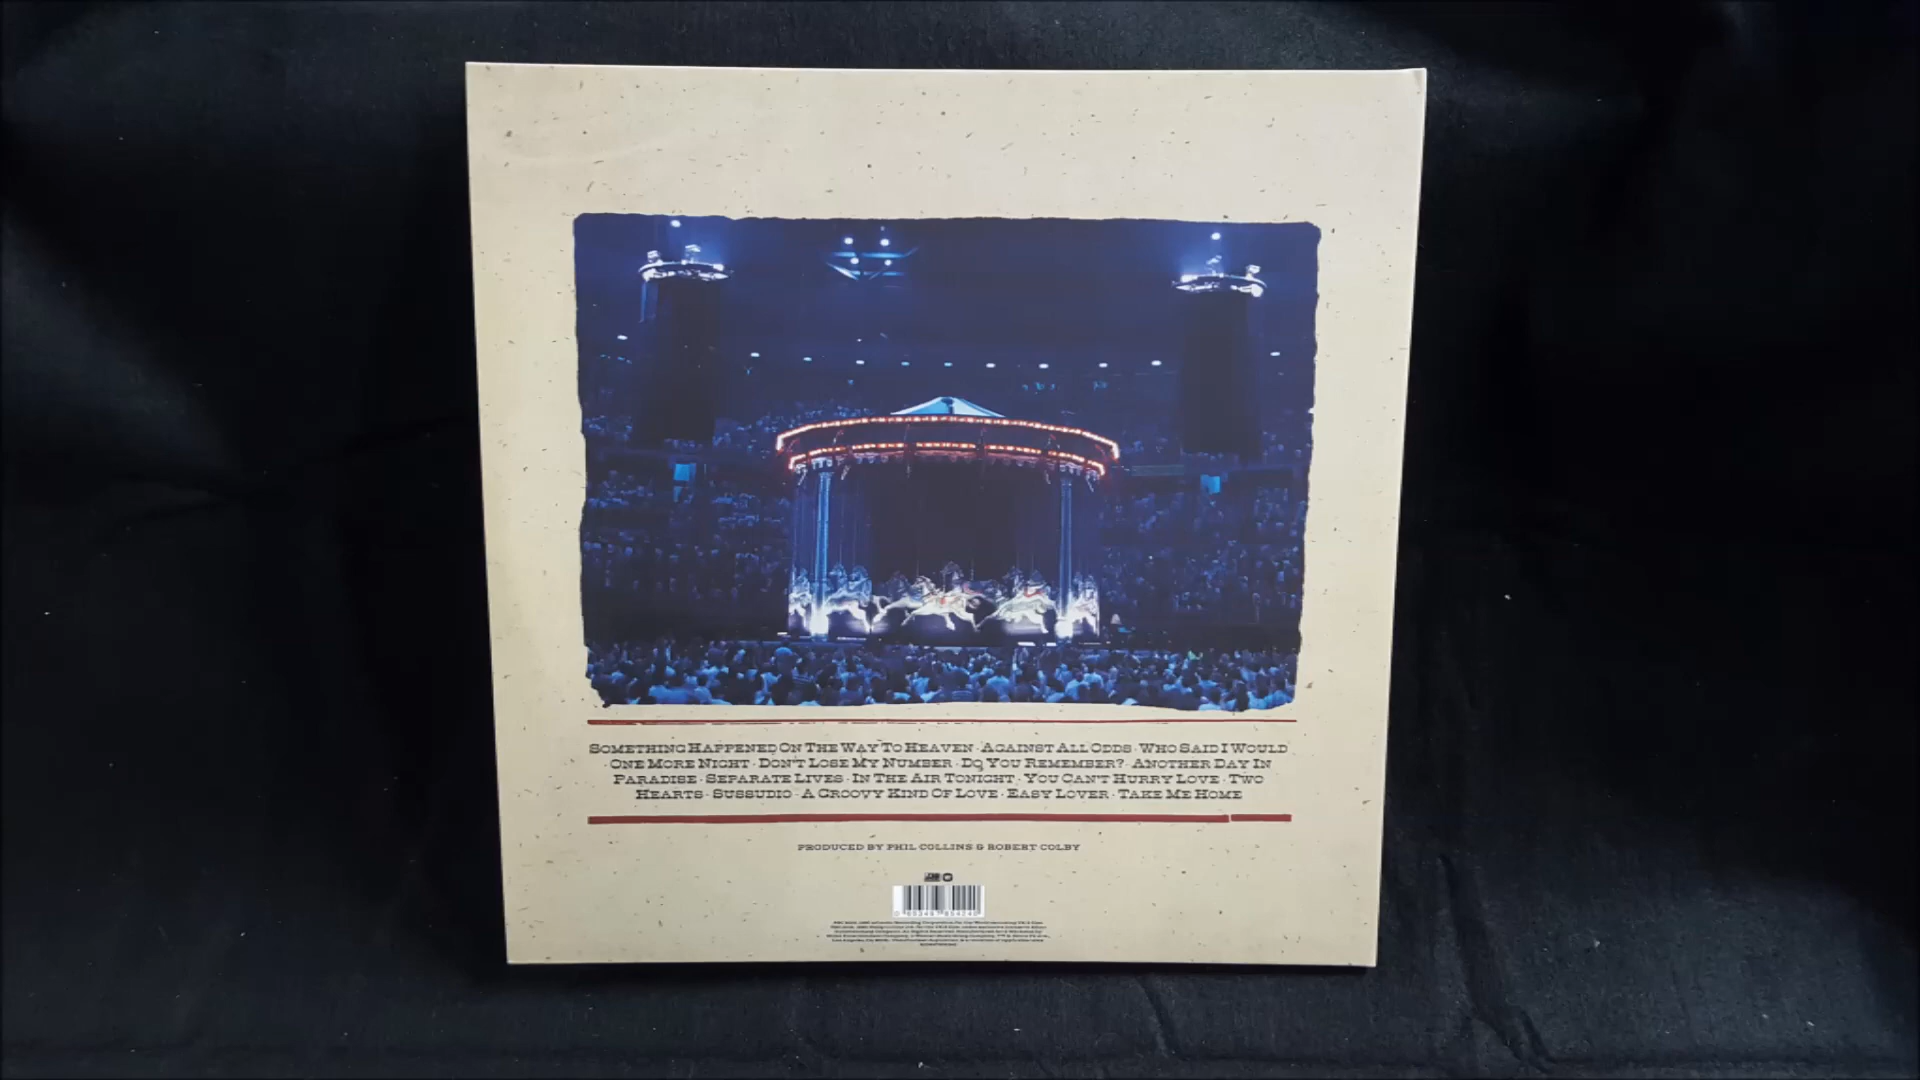 SOMETHING HAPPENED ON THE WAY TO HEAVEN · AGAINST ALL ODDS · WHO SAID I WOULD
· ONE MORE NIGHT · DON'T LOSE MY NUMBER · DO YOU REMEMBER? · ANOTHER DAY IN
PARADISE · SEPARATE LIVES · IN THE AIR TONIGHT · YOU CAN'T HURRY LOVE · TWO
HEARTS · SUSSUDIO · A GROOVY KIND OF LOVE · EASY LOVER · TAKE ME HOME
PRODUCED BY PHIL COLLINS & ROBERT COLBY